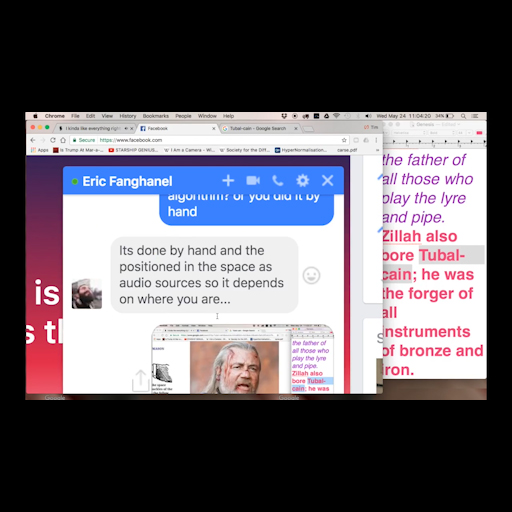 Chrome File Edit View History Bookmarks People Window Help
Wed May 24 11:04:20
I kinda like everything righ
Facebook
Tubal-cain - Google Search
Secure https://www.facebook.com
Apps Is Trump At Mar-a-... STARSHIP GENIUE... I Am a Camera - Wi... Society for the Diff... HyperNormalisation... carse.pdf
Eric Fanghanel
algorithm? or you did it by
hand
Its done by hand and the
positioned in the space as
audio sources so it depends
on where you are...
is
s th
the father of
all those who
play the lyre
and pipe.
Zillah also
bore Tubal-
cain; he was
the forger of
all
instruments
of bronze and
iron.
the father of
all those who
play the lyre
and pipe.
Zillah also
bore Tubal-
cain; he was